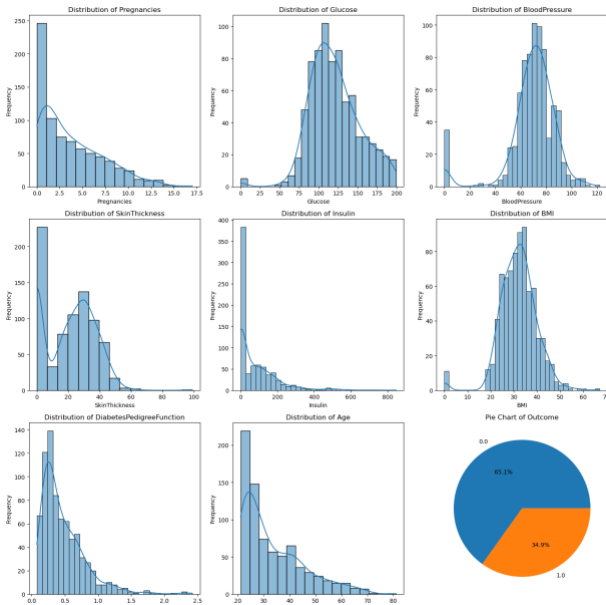 Distribution of Pregnancies
250
200
150
100
50
0
Frequency
0.0 2.5 5.0 7.5 10.0 12.5 15.0 17.5
Pregnancies
Distribution of Glucose
100
80
60
40
20
0
Frequency
0 25 50 75 100 125 150 175 200
Glucose
Distribution of BloodPressure
100
80
60
40
20
0
Frequency
0 20 40 60 80 100 120
BloodPressure
Distribution of SkinThickness
200
150
100
50
0
Frequency
0 20 40 60 80 100
SkinThickness
Distribution of Insulin
400
350
300
250
200
150
100
50
0
Frequency
0 200 400 600 800
Insulin
Distribution of BMI
80
60
40
20
0
Frequency
0 10 20 30 40 50 60 70
BMI
Distribution of DiabetesPedigreeFunction
140
120
100
80
60
40
20
0
Frequency
0.0 0.5 1.0 1.5 2.0 2.5
Distribution of Age
200
150
100
50
0
Frequency
20 30 40 50 60 70 80
Pie Chart of Outcome
0.0
65.1%
34.9%
1.0